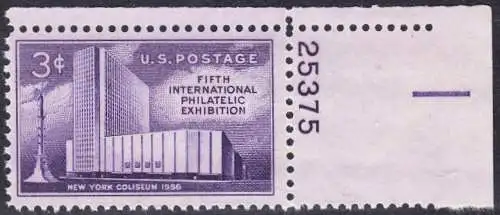 3¢
U.S. POSTAGE
FIFTH
INTERNATIONAL
PHILATELIC
EXHIBITION
NEW YORK COLISEUM 1956
25375